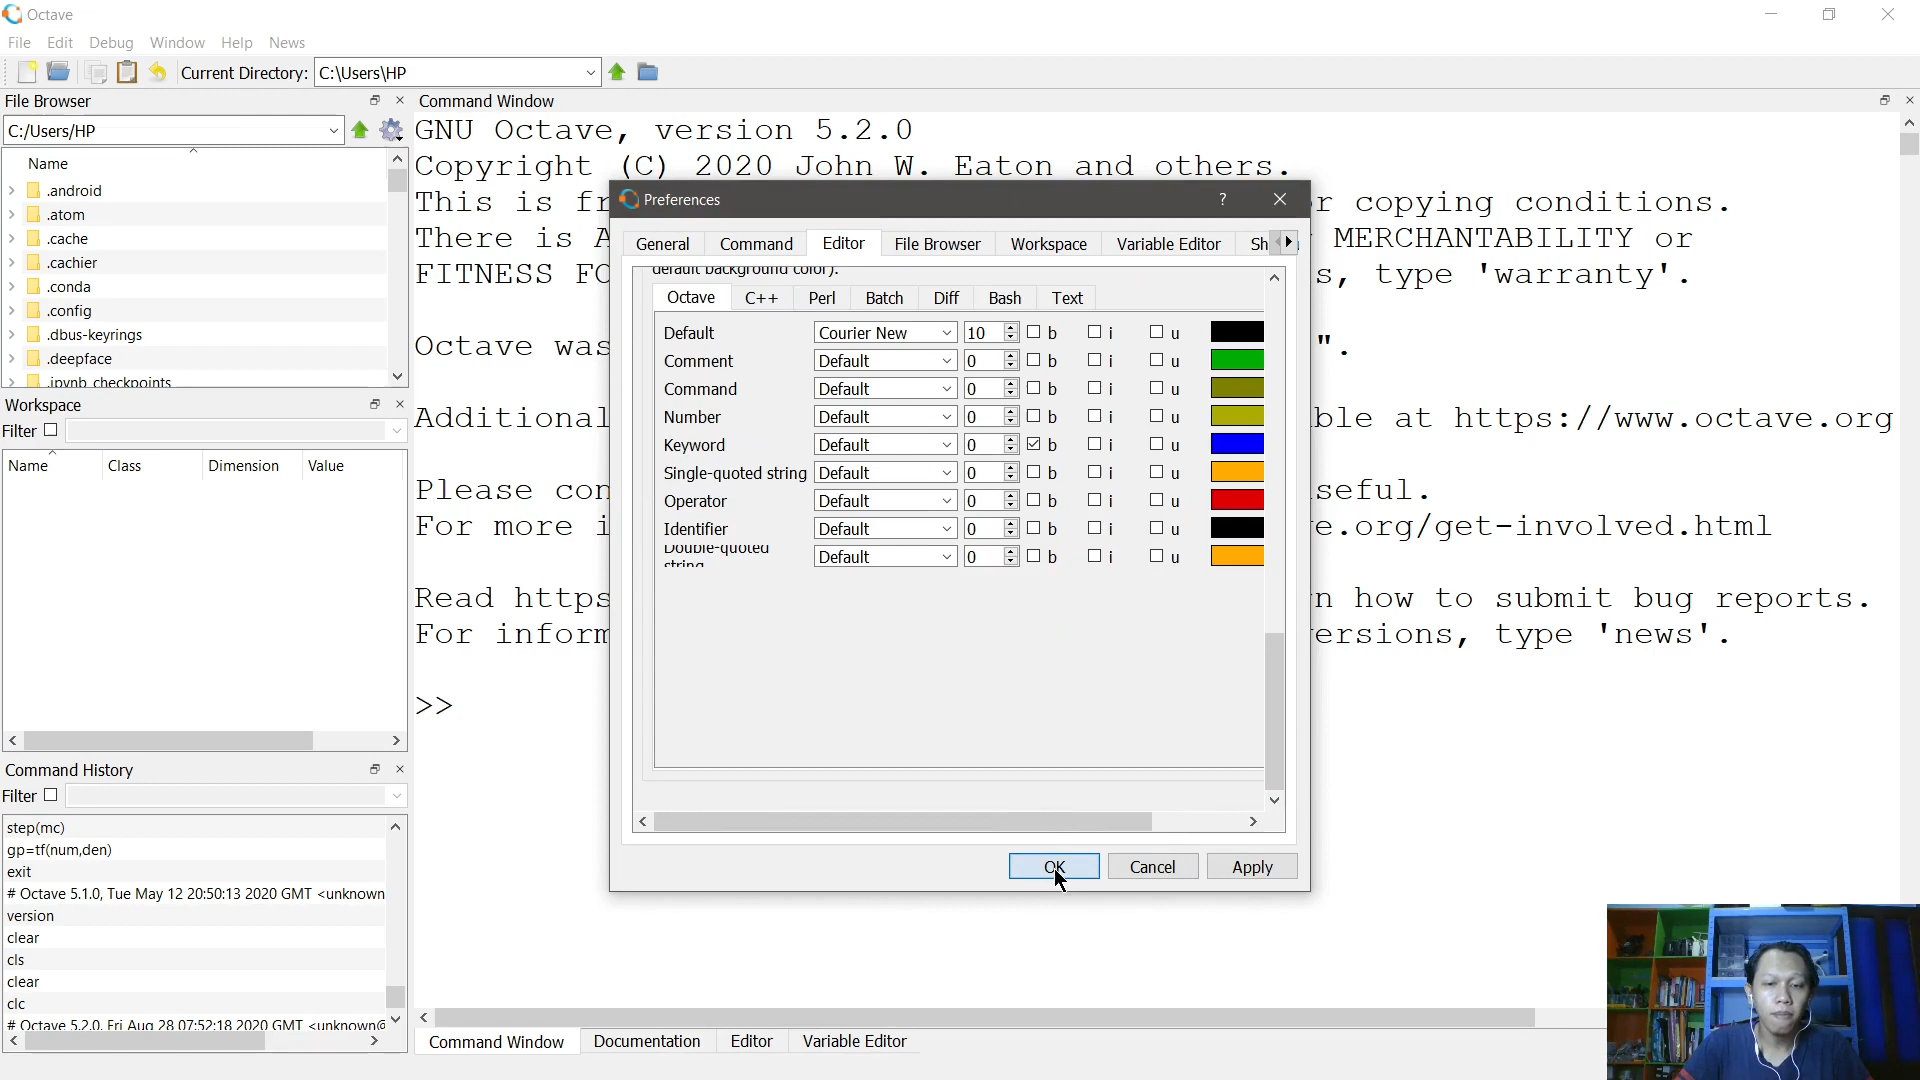 Octave
File Edit Debug Window Help News
Current Directory: C:\Users\HP
File Browser
C:/Users/HP
Name
.android
.atom
.cache
.cachier
.conda
.config
.dbus-keyrings
.deepface
.ipynb_checkpoints
Workspace
Filter
Name Class Dimension Value
Command History
Filter
step(mc)
gp=tf(num,den)
exit
# Octave 5.1.0, Tue May 12 20:50:13 2020 GMT <unknown
version
clear
cls
clear
clc
# Octave 5.2.0, Fri Aug 28 07:52:18 2020 GMT <unknown@
Command Window
GNU Octave, version 5.2.0
Copyright (C) 2020 John W. Eaton and others.
This is fr r copying conditions.
There is A MERCHANTABILITY or
FITNESS FO s, type 'warranty'.
Octave was ".
Additional ble at https://www.octave.org
Please con seful.
For more i e.org/get-involved.html
Read https n how to submit bug reports.
For inform ersions, type 'news'.
>>
Preferences ?
General Command Editor File Browser Workspace Variable Editor Sh
default background color).
Octave C++ Perl Batch Diff Bash Text
Default Courier New 10 b i u
Comment Default 0 b i u
Command Default 0 b i u
Number Default 0 b i u
Keyword Default 0 b i u
Single-quoted string Default 0 b i u
Operator Default 0 b i u
Identifier Default 0 b i u
Double-quoted string Default 0 b i u
OK Cancel Apply
Command Window Documentation Editor Variable Editor